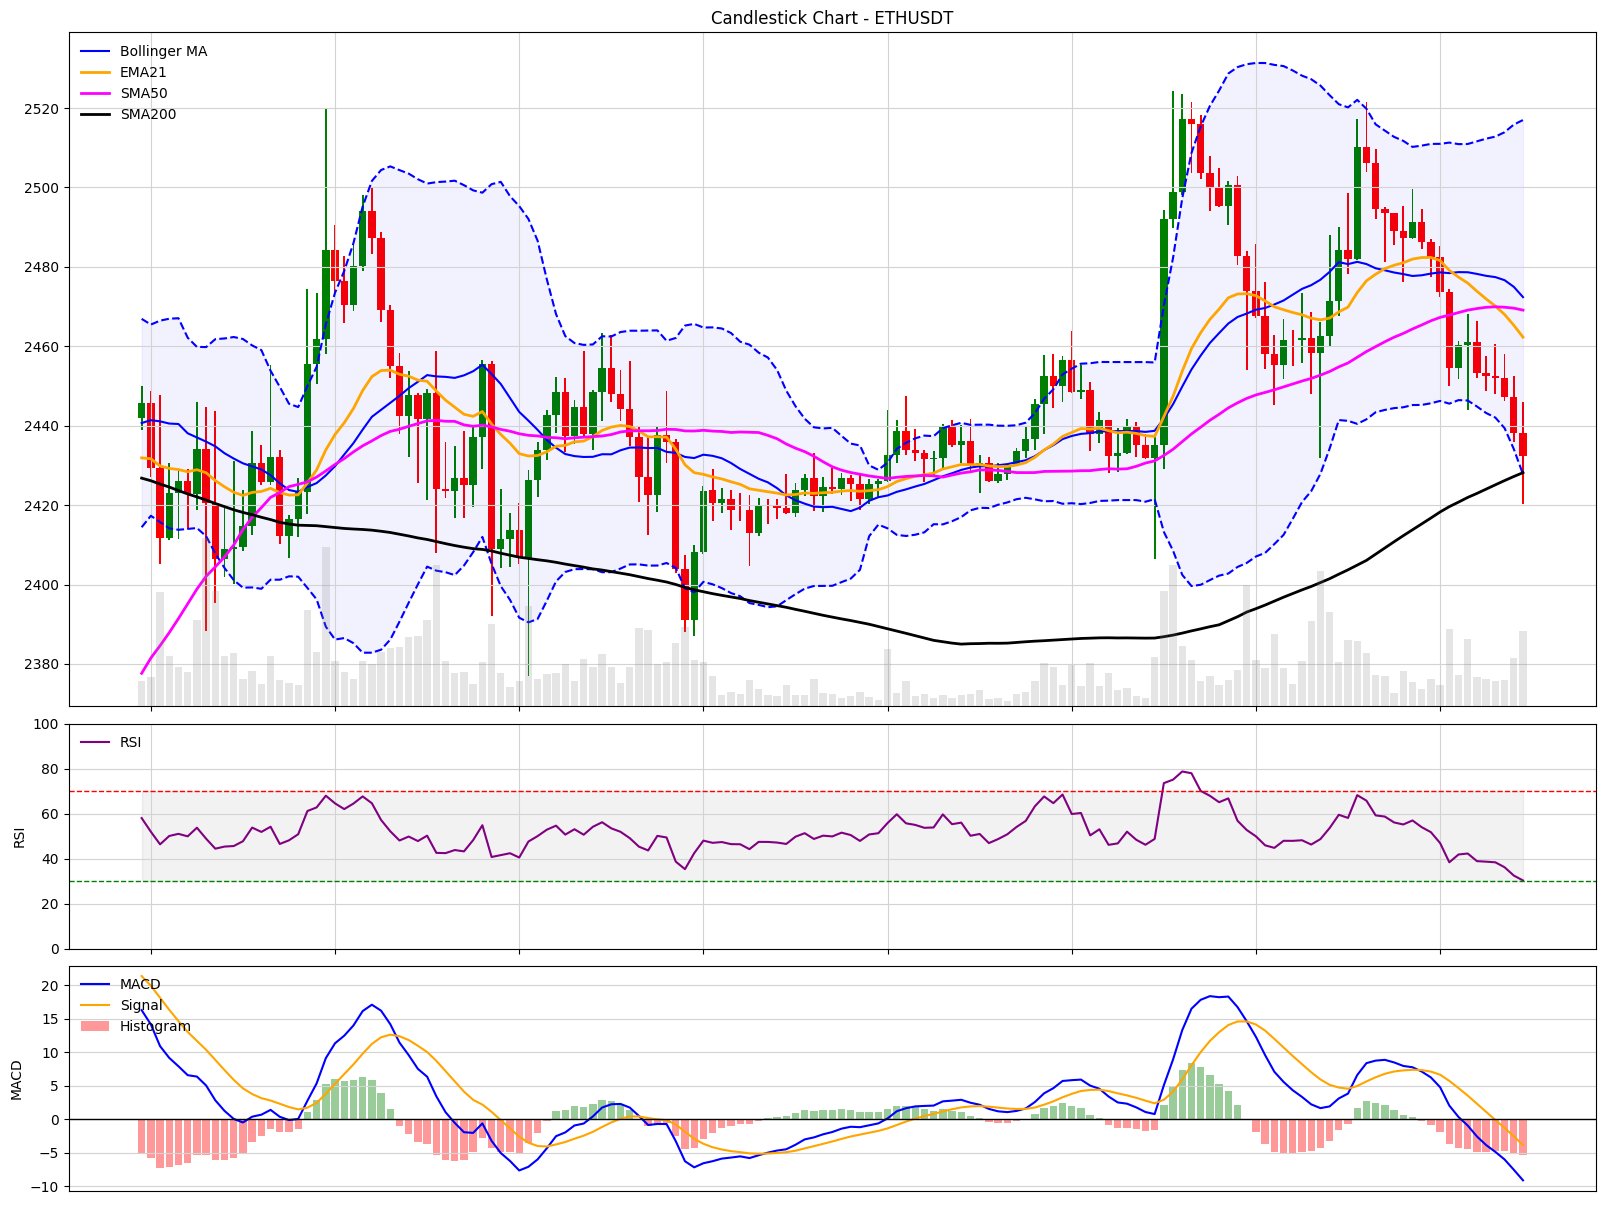 Candlestick Chart - ETHUSDT
Bollinger MA
EMA21
SMA50
SMA200
2520
2500
2480
2460
2440
2420
2400
2380
RSI
100
80
60
40
20
0
RSI
MACD
Signal
Histogram
20
15
10
5
0
−5
−10
MACD